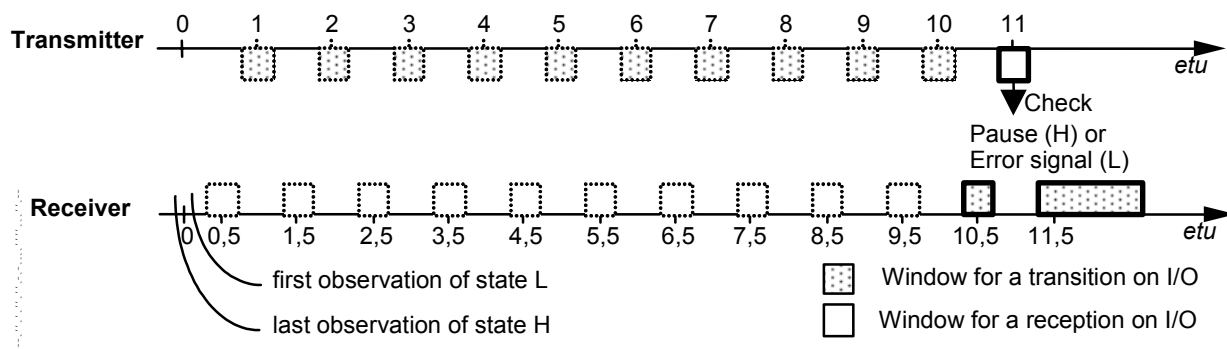 0 1 2 3 4 5 6 7 8 9 10 11
Transmitter
etu
Check
Pause (H) or
Error signal (L)
Receiver
0 0,5 1,5 2,5 3,5 4,5 5,5 6,5 7,5 8,5 9,5 10,5 11,5
etu
first observation of state L
Window for a transition on I/O
last observation of state H
Window for a reception on I/O